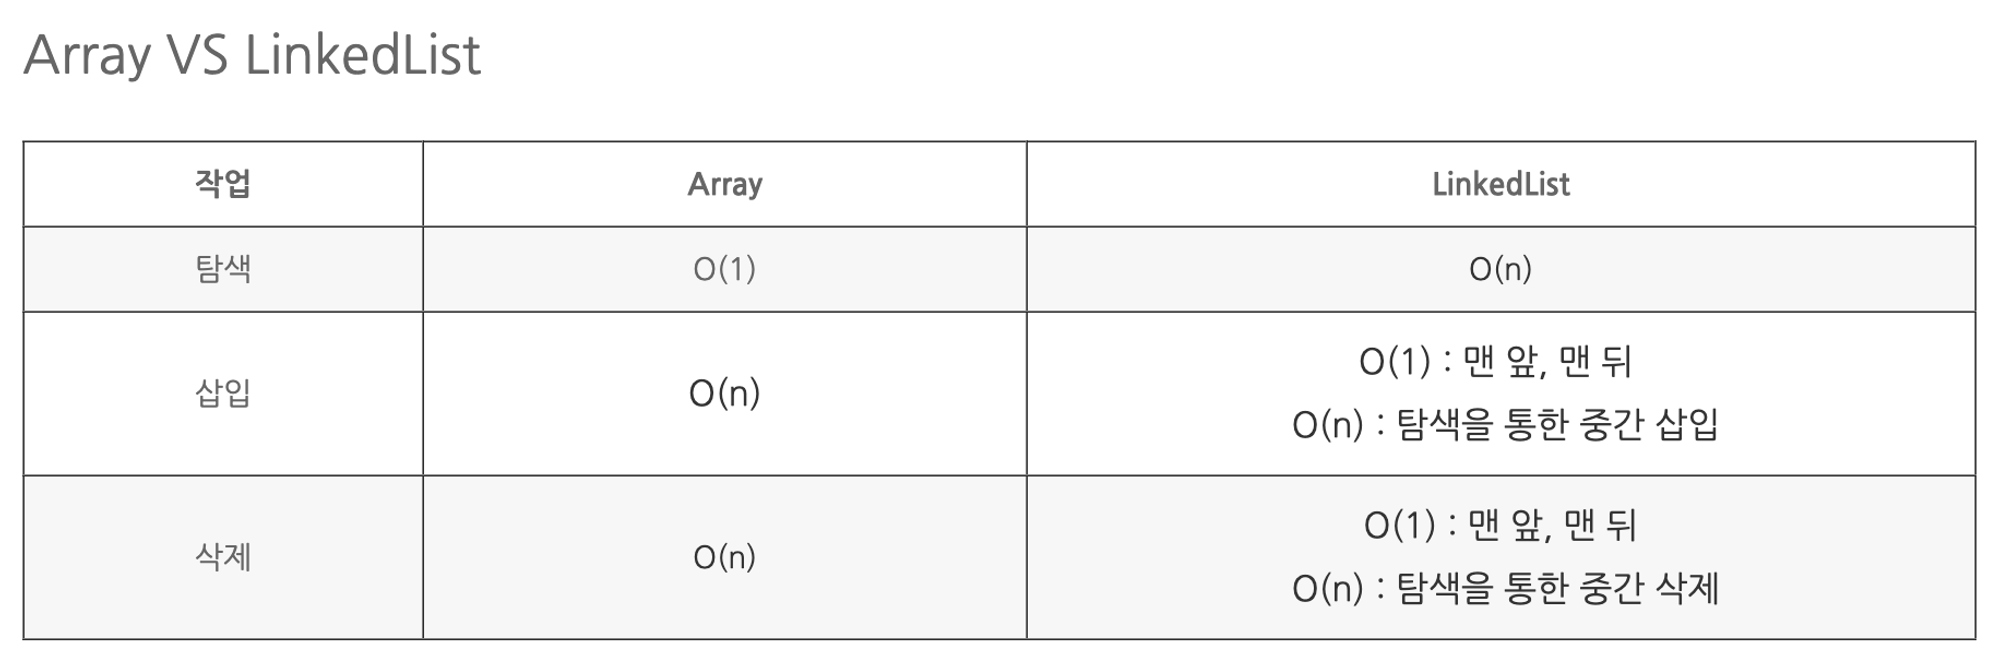 Array VS LinkedList
작업 Array LinkedList
탐색 O(1) O(n)
삽입 O(n) O(1) : 맨 앞, 맨 뒤
O(n) : 탐색을 통한 중간 삽입
삭제 O(n) O(1) : 맨 앞, 맨 뒤
O(n) : 탐색을 통한 중간 삭제